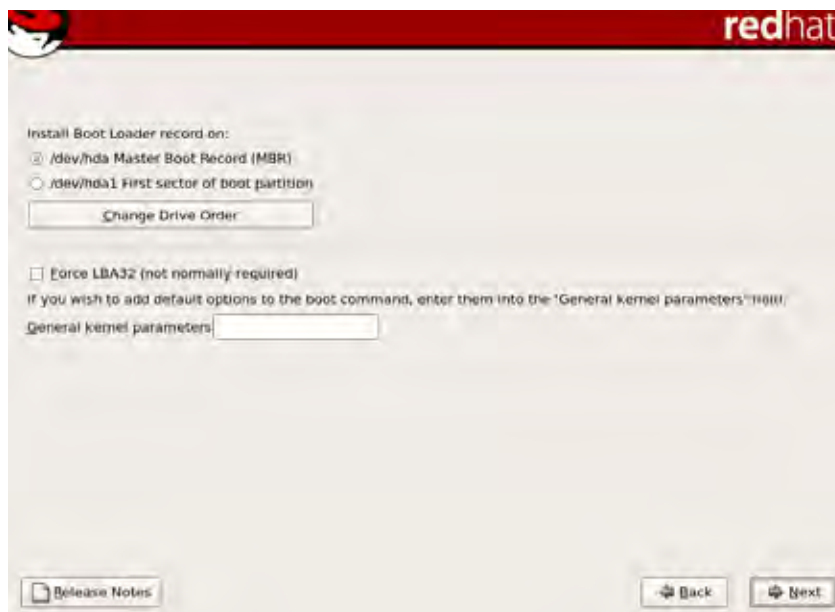 redhat
Install Boot Loader record on:
/dev/hda Master Boot Record (MBR)
/dev/hda1 First sector of boot partition
Change Drive Order
Force LBA32 (not normally required)
If you wish to add default options to the boot command, enter them into the 'General kernel parameters' field.
General kernel parameters
Release Notes
Back
Next